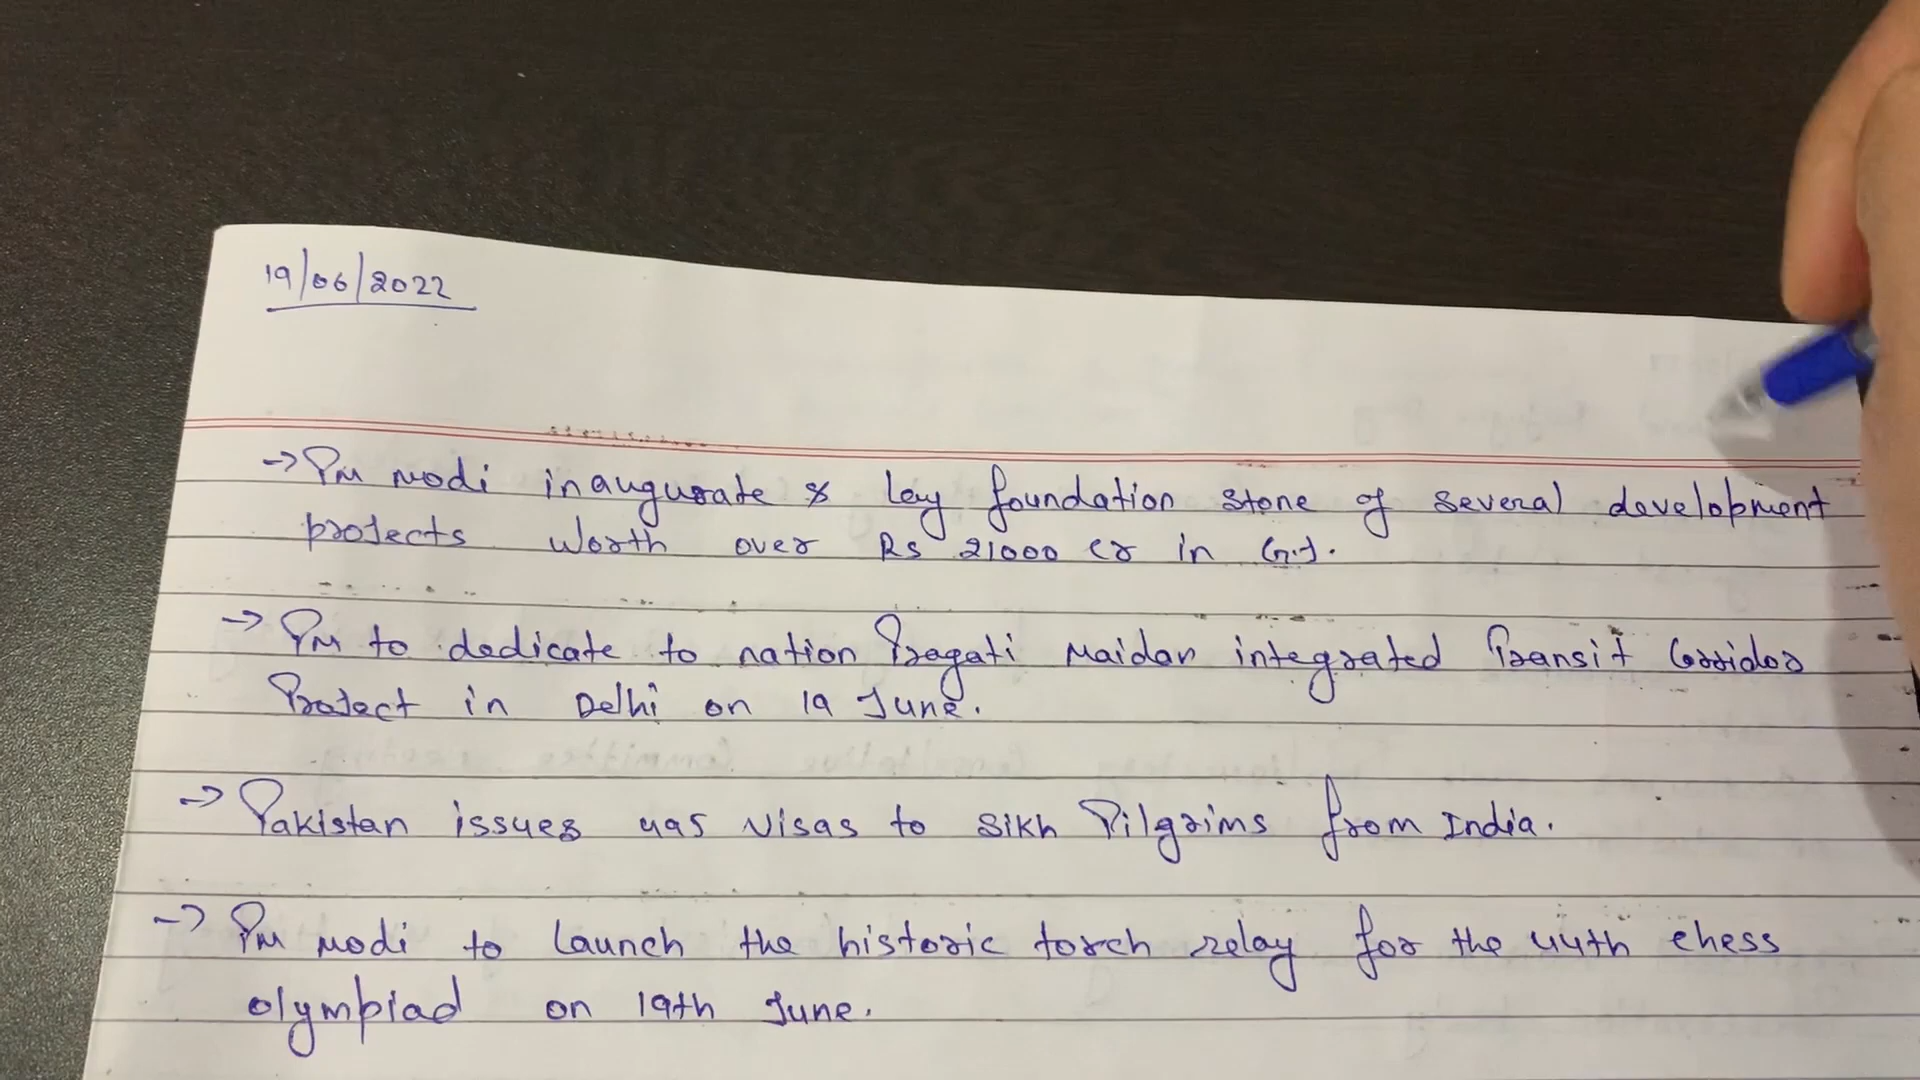 19/06/2022
→ PM Modi inaugurate & lay foundation stone of several development
projects worth over Rs 21000 cr in GJ.
→ PM to dedicate to nation Pragati Maidan integrated Transit Corridor
Project in Delhi on 19 June.
→ Pakistan issues 495 visas to Sikh Pilgrims from India.
→ PM Modi to launch the historic torch relay for the 44th chess
olympiad on 19th June.